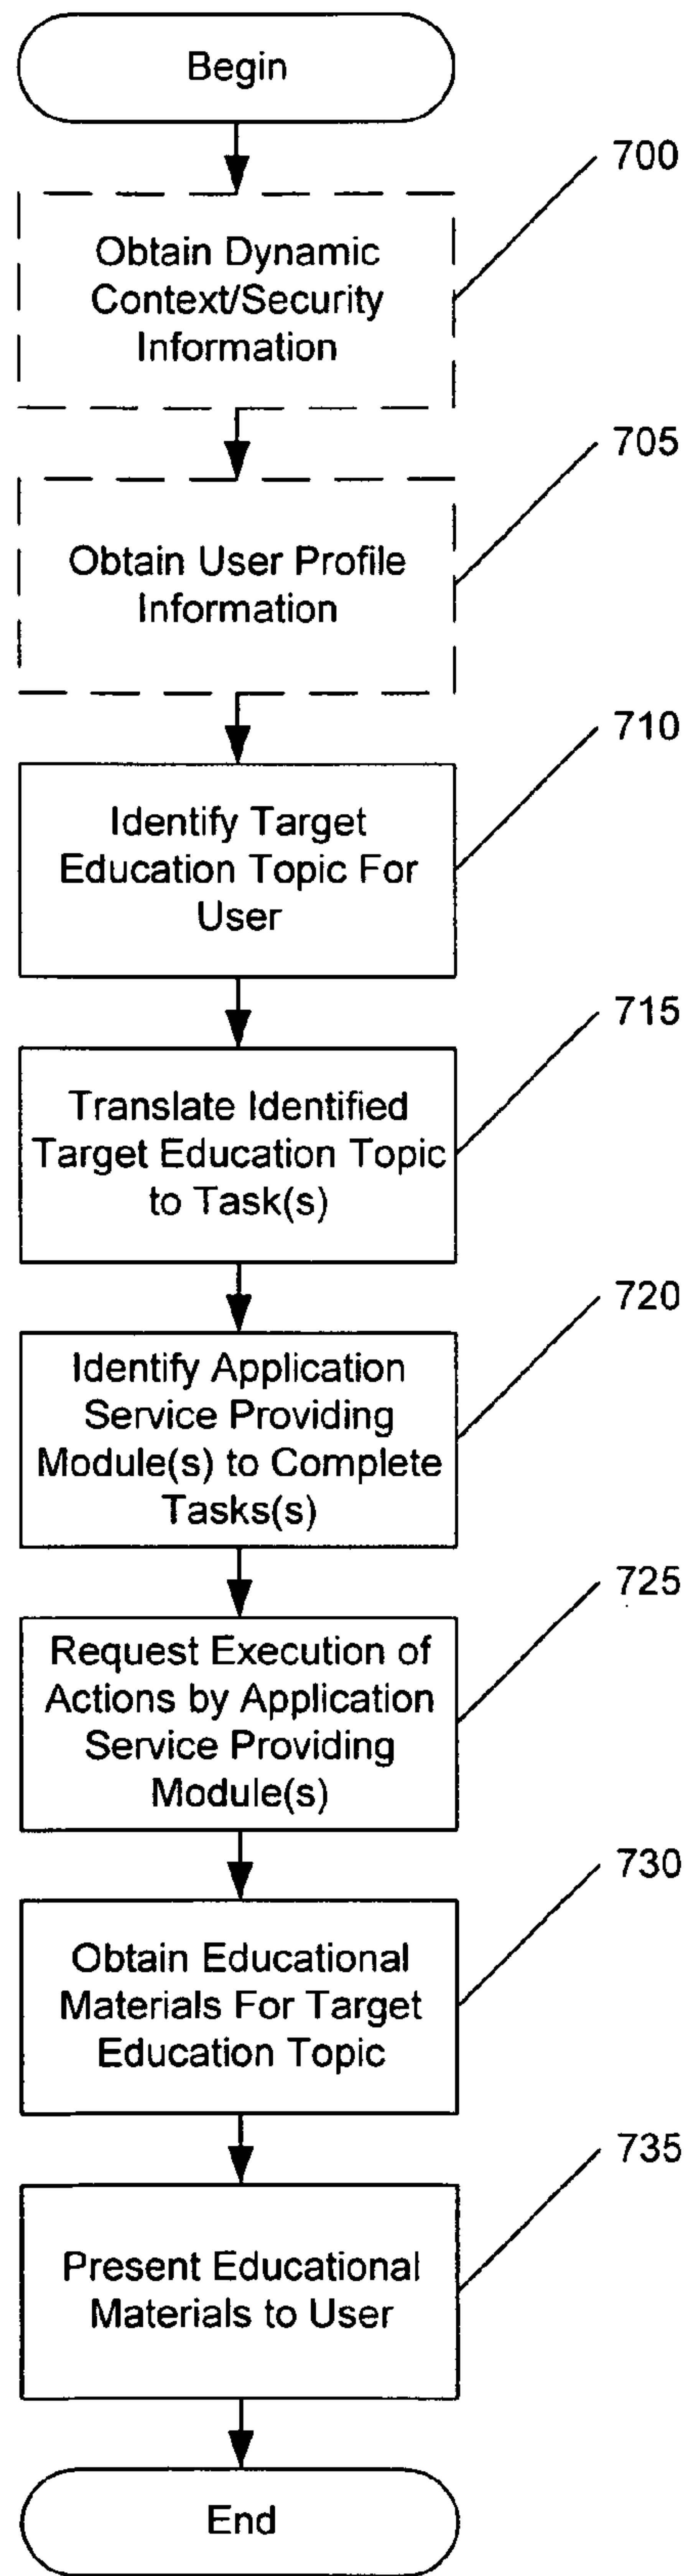 Begin
700
Obtain Dynamic
Context/Security
Information
705
Obtain User Profile
Information
710
Identify Target
Education Topic For
User
715
Translate Identified
Target Education Topic
to Task(s)
720
Identify Application
Service Providing
Module(s) to Complete
Tasks(s)
725
Request Execution of
Actions by Application
Service Providing
Module(s)
730
Obtain Educational
Materials For Target
Education Topic
735
Present Educational
Materials to User
End